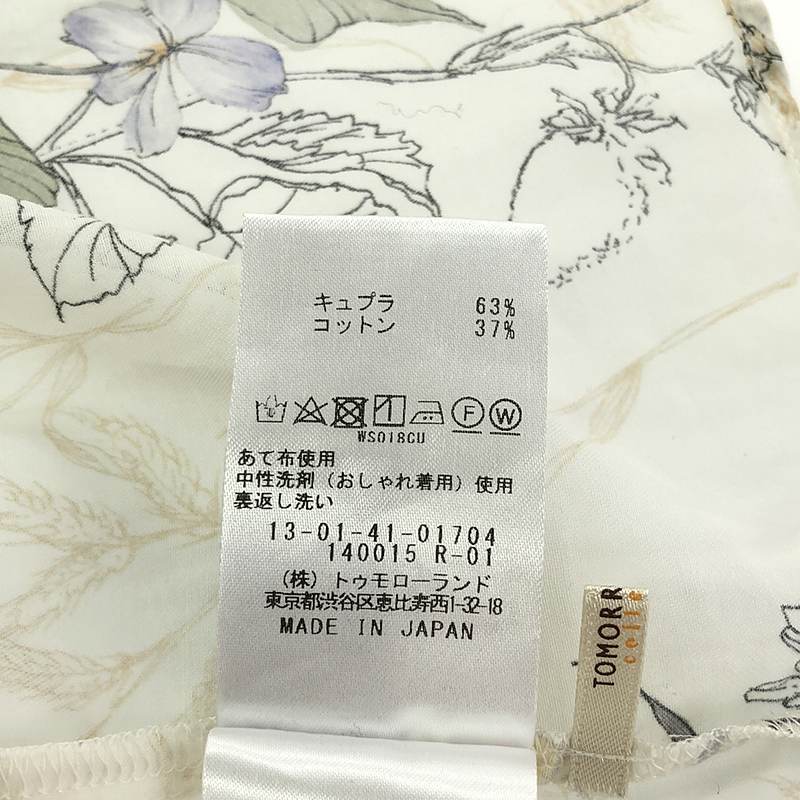 キュプラ 63%
コットン 37%
F W
WS018CU
あて布使用
中性洗剤（おしゃれ着用）使用
裏返し洗い
13-01-41-01704
140015 R-01
（株）トゥモローランド
東京都渋谷区恵比寿西1-32-18
MADE IN JAPAN
TOMORR
colle